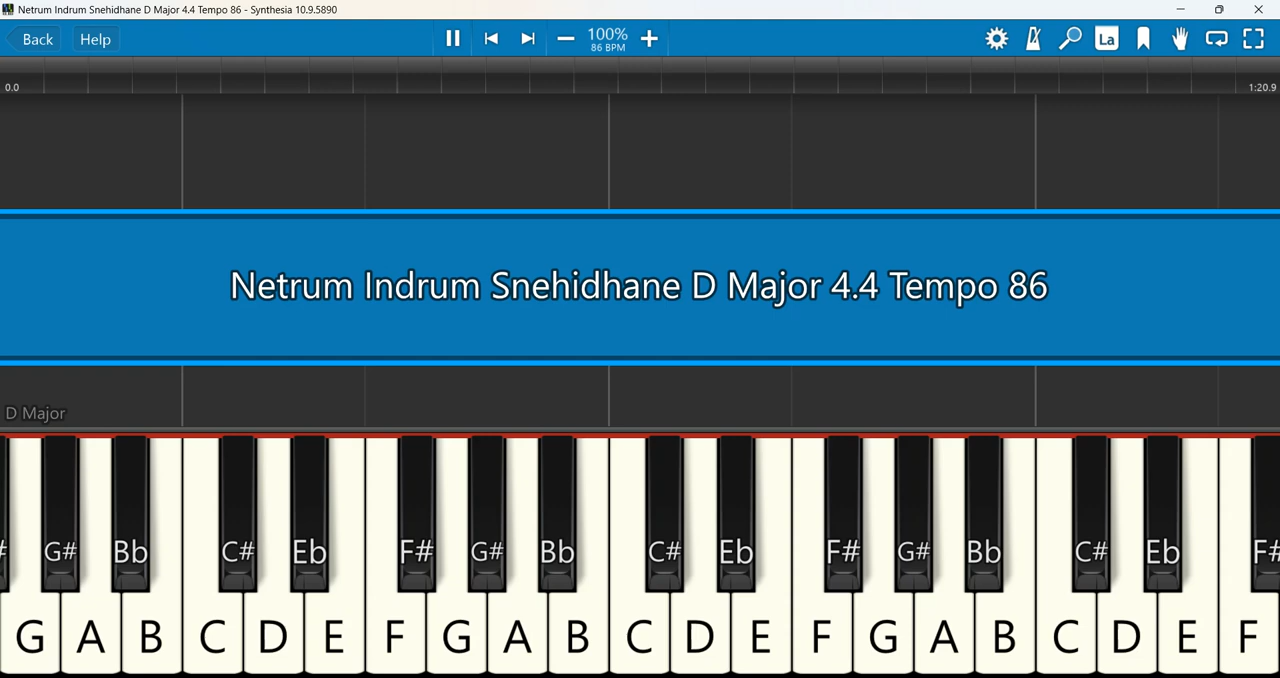 Netrum Indrum Snehidhane D Major 4.4 Tempo 86 - Synthesia 10.9.5890
Back Help 100% La
86 BPM
0.0 1:20.9
Netrum Indrum Snehidhane D Major 4.4 Tempo 86
D Major
# G# Bb C# Eb F# G# Bb C# Eb F# G# Bb C# Eb F#
G A B C D E F G A B C D E F G A B C D E F